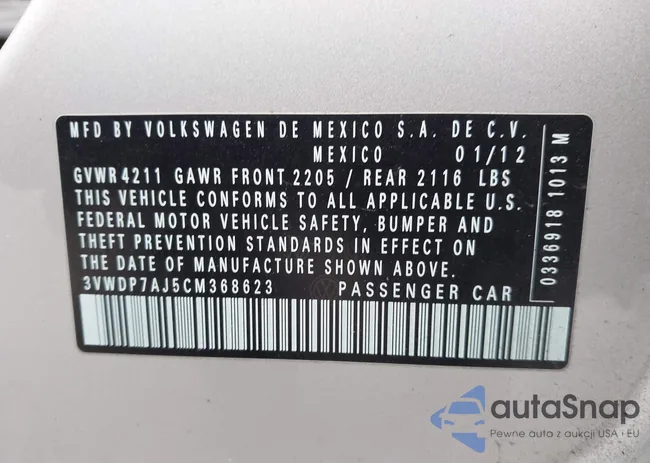 MFD BY VOLKSWAGEN DE MEXICO S.A. DE C.V.
MEXICO 01/12
GVWR 4211 GAWR FRONT 2205 / REAR 2116 LBS
THIS VEHICLE CONFORMS TO ALL APPLICABLE U.S.
FEDERAL MOTOR VEHICLE SAFETY, BUMPER AND
THEFT PREVENTION STANDARDS IN EFFECT ON
THE DATE OF MANUFACTURE SHOWN ABOVE.
3VWDP7AJ5CM368623 PASSENGER CAR
0336918 1013 M
autoSnap
Pewne auta z aukcji USA • EU